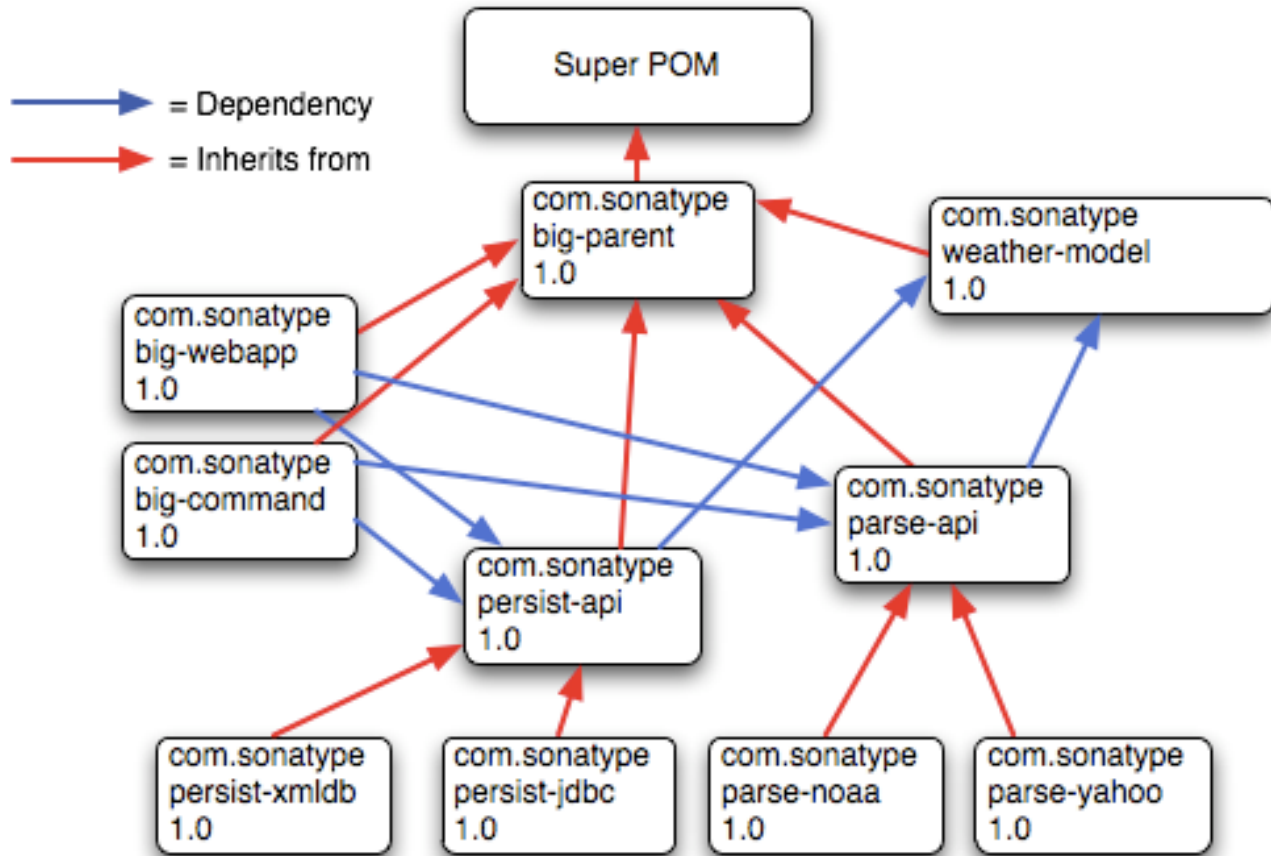 Super POM
= Dependency
= Inherits from
com.sonatype
big-parent
1.0
com.sonatype
weather-model
1.0
com.sonatype
big-webapp
1.0
com.sonatype
big-command
1.0
com.sonatype
parse-api
1.0
com.sonatype
persist-api
1.0
com.sonatype
persist-xmldb
1.0
com.sonatype
persist-jdbc
1.0
com.sonatype
parse-noaa
1.0
com.sonatype
parse-yahoo
1.0